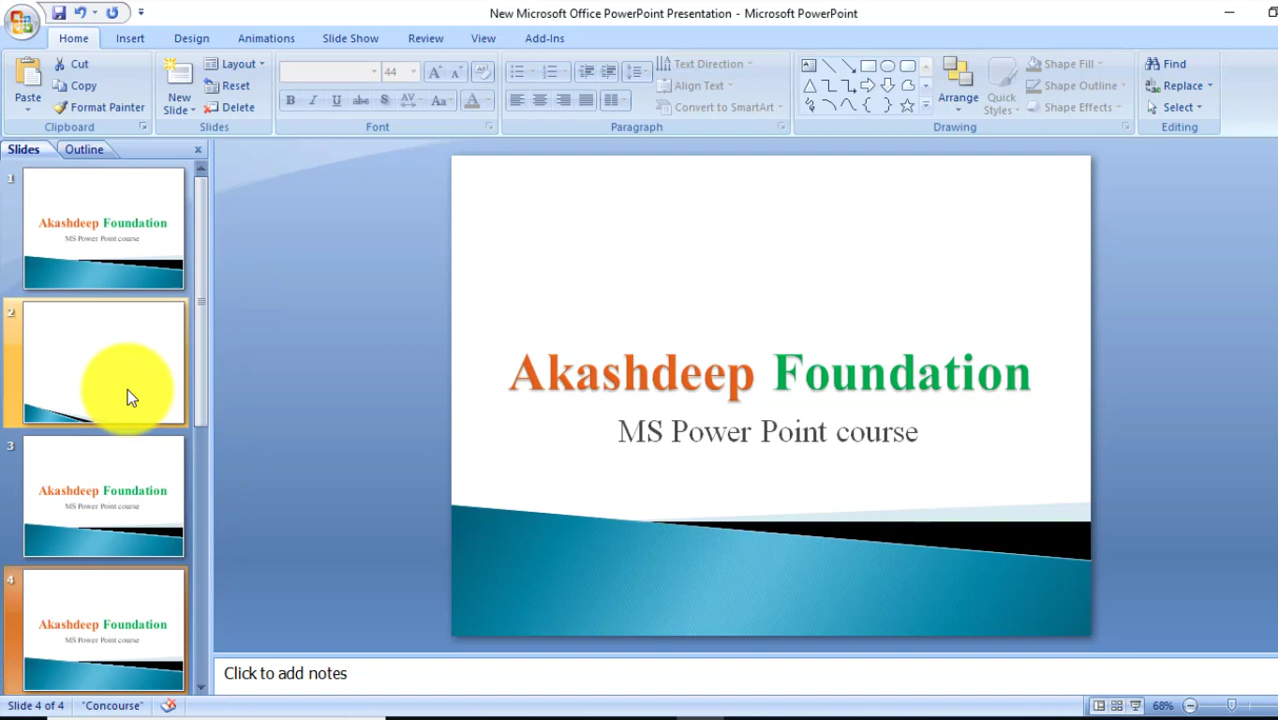 New Microsoft Office PowerPoint Presentation - Microsoft PowerPoint
Home Insert Design Animations Slide Show Review View Add-Ins
Paste
Cut
Copy
Format Painter
Clipboard
New Slide
Layout
Reset
Delete
Slides
44
B I U abc S AV Aa A
Font
Text Direction
Align Text
Convert to SmartArt
Paragraph
Arrange
Quick Styles
Shape Fill
Shape Outline
Shape Effects
Drawing
Find
Replace
Select
Editing
Slides Outline
1
Akashdeep Foundation
MS Power Point course
2
3
Akashdeep Foundation
MS Power Point course
4
Akashdeep Foundation
MS Power Point course
Akashdeep Foundation
MS Power Point course
Click to add notes
Slide 4 of 4 "Concourse" 68%